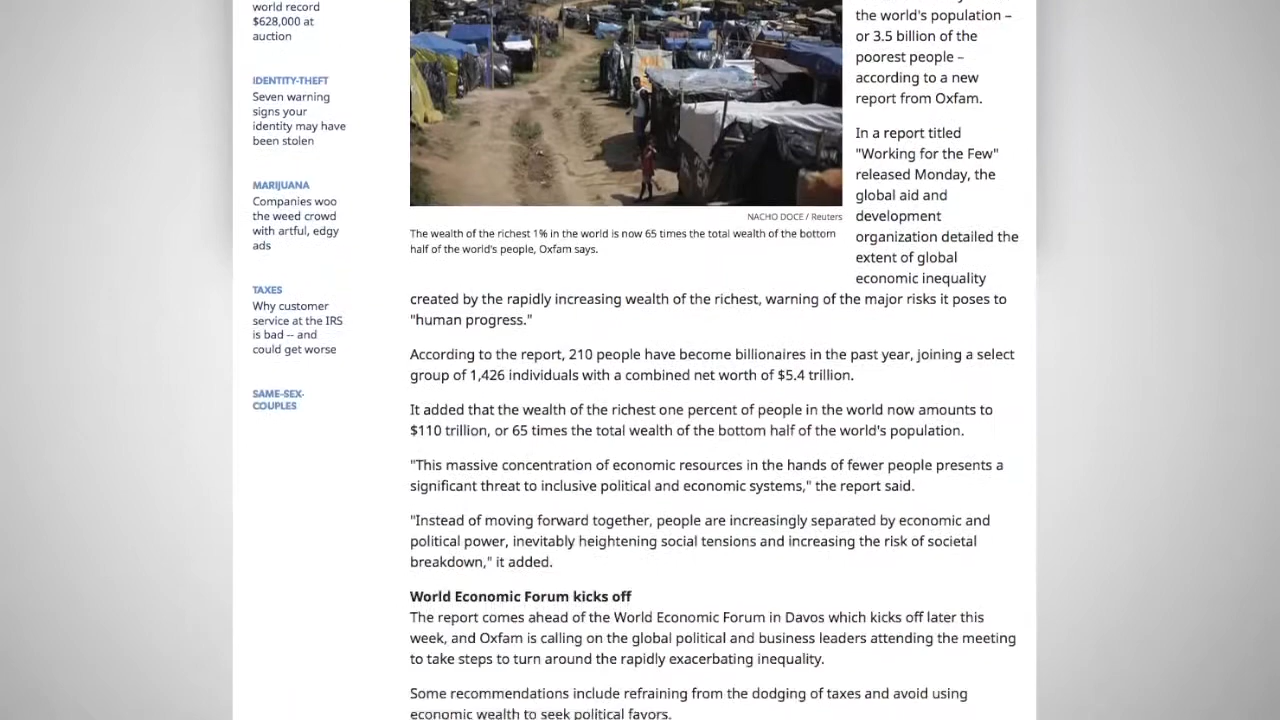 world record
$628,000 at
auction
IDENTITY-THEFT
Seven warning
signs your
identity may have
been stolen
MARIJUANA
Companies woo
the weed crowd
with artful, edgy
ads
TAXES
Why customer
service at the IRS
is bad -- and
could get worse
SAME-SEX-
COUPLES
NACHO DOCE / Reuters
The wealth of the richest 1% in the world is now 65 times the total wealth of the bottom
half of the world's people, Oxfam says.
the world's population –
or 3.5 billion of the
poorest people –
according to a new
report from Oxfam.
In a report titled
"Working for the Few"
released Monday, the
global aid and
development
organization detailed the
extent of global
economic inequality
created by the rapidly increasing wealth of the richest, warning of the major risks it poses to
"human progress."
According to the report, 210 people have become billionaires in the past year, joining a select
group of 1,426 individuals with a combined net worth of $5.4 trillion.
It added that the wealth of the richest one percent of people in the world now amounts to
$110 trillion, or 65 times the total wealth of the bottom half of the world's population.
"This massive concentration of economic resources in the hands of fewer people presents a
significant threat to inclusive political and economic systems," the report said.
"Instead of moving forward together, people are increasingly separated by economic and
political power, inevitably heightening social tensions and increasing the risk of societal
breakdown," it added.
World Economic Forum kicks off
The report comes ahead of the World Economic Forum in Davos which kicks off later this
week, and Oxfam is calling on the global political and business leaders attending the meeting
to take steps to turn around the rapidly exacerbating inequality.
Some recommendations include refraining from the dodging of taxes and avoid using
economic wealth to seek political favors.